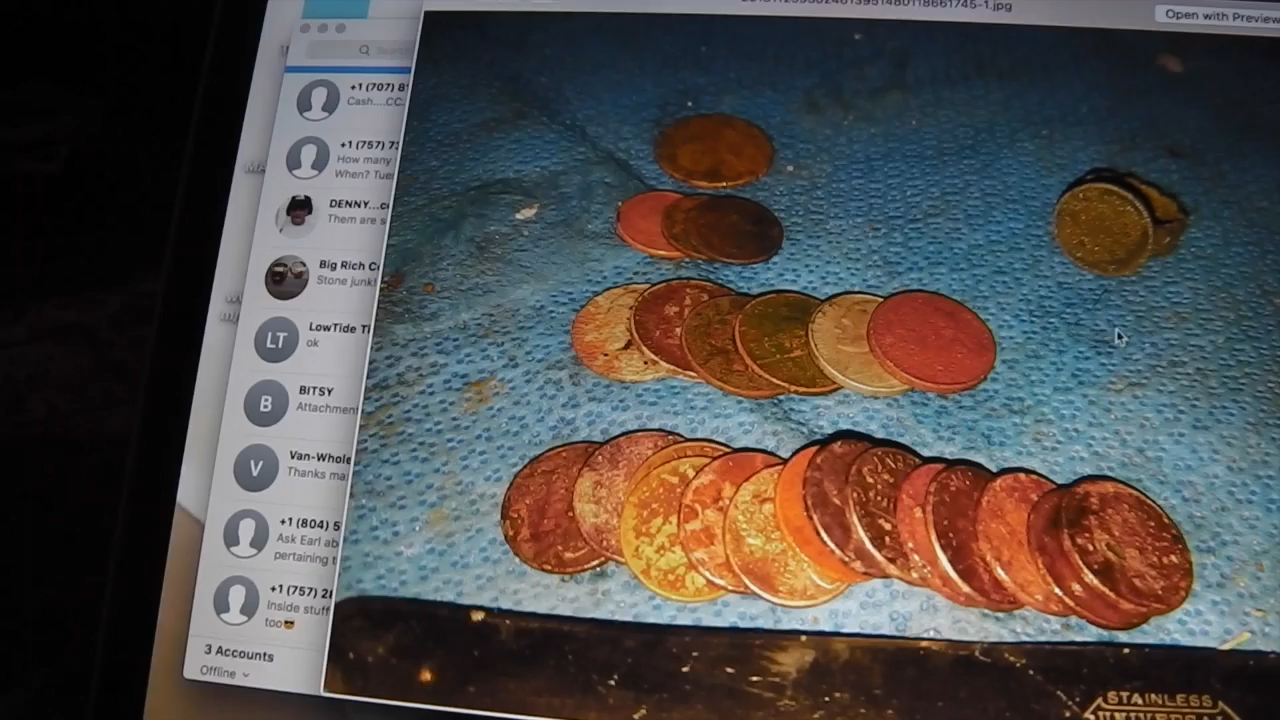 Open with Preview
+1 (707) 8
Cash....CC
+1 (757) 7
How many
When? Tue
DENNY...c
Them are s
Big Rich C
Stone junk!
LowTide T
LT
ok
BITSY
B
Attachmen
Van-Whole
V
Thanks ma
+1 (804) 5
Ask Earl ab
pertaining t
+1 (757) 2
Inside stuff
too😎
3 Accounts
Offline
STAINLESS